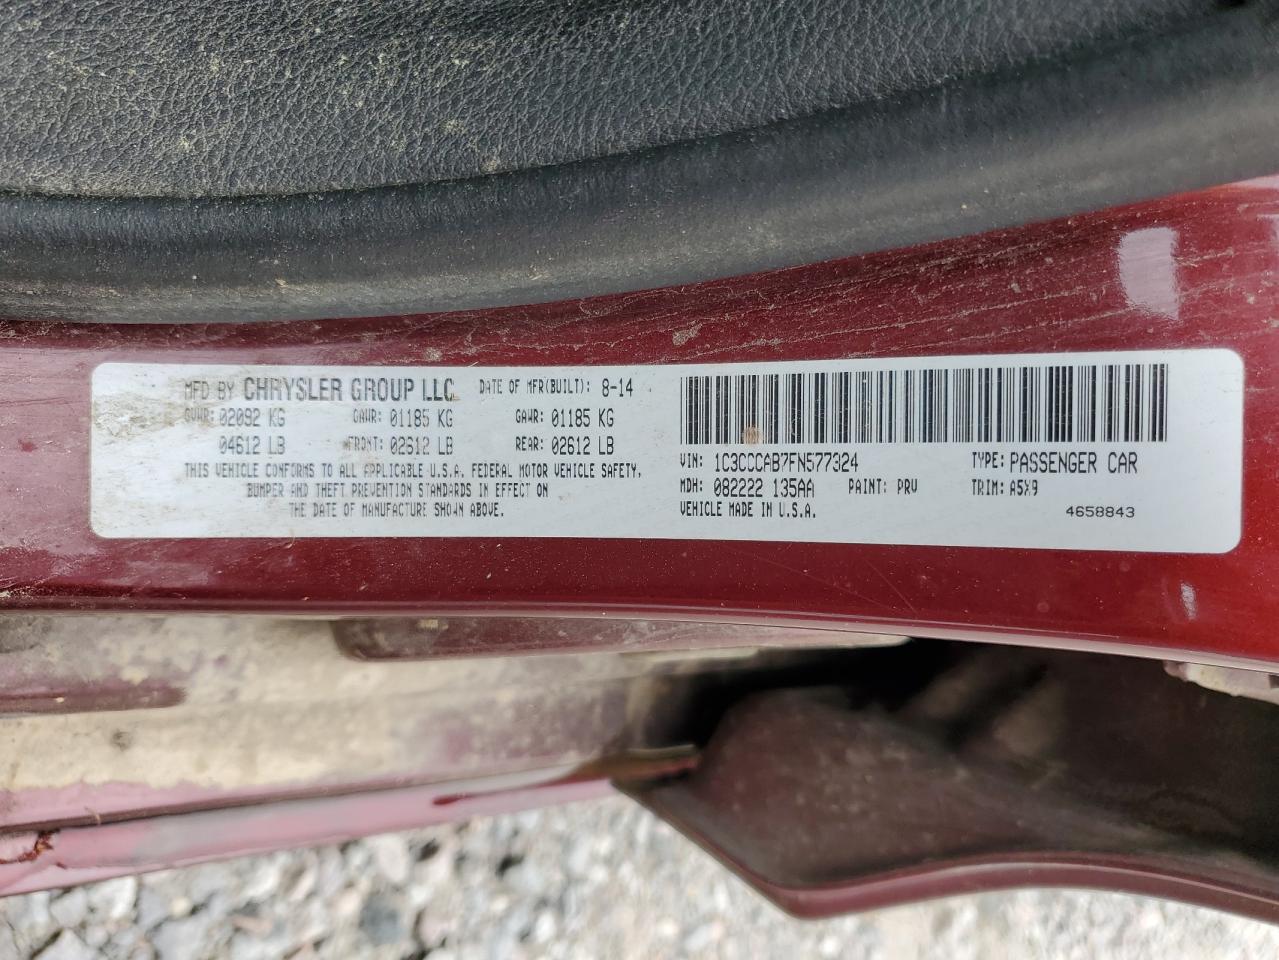 MFD BY CHRYSLER GROUP LLC DATE OF MFR(BUILT): 8-14
GVWR: 02092 KG GAWR: 01185 KG GAWR: 01185 KG
04612 LB FRONT: 02612 LB REAR: 02612 LB
THIS VEHICLE CONFORMS TO ALL APPLICABLE U.S.A. FEDERAL MOTOR VEHICLE SAFETY,
BUMPER AND THEFT PREVENTION STANDARDS IN EFFECT ON
THE DATE OF MANUFACTURE SHOWN ABOVE.
VIN: 1C3CCCAB7FN577324 TYPE: PASSENGER CAR
MDH: 082222 135AA PAINT: PRV TRIM: A5X9
VEHICLE MADE IN U.S.A. 4658843